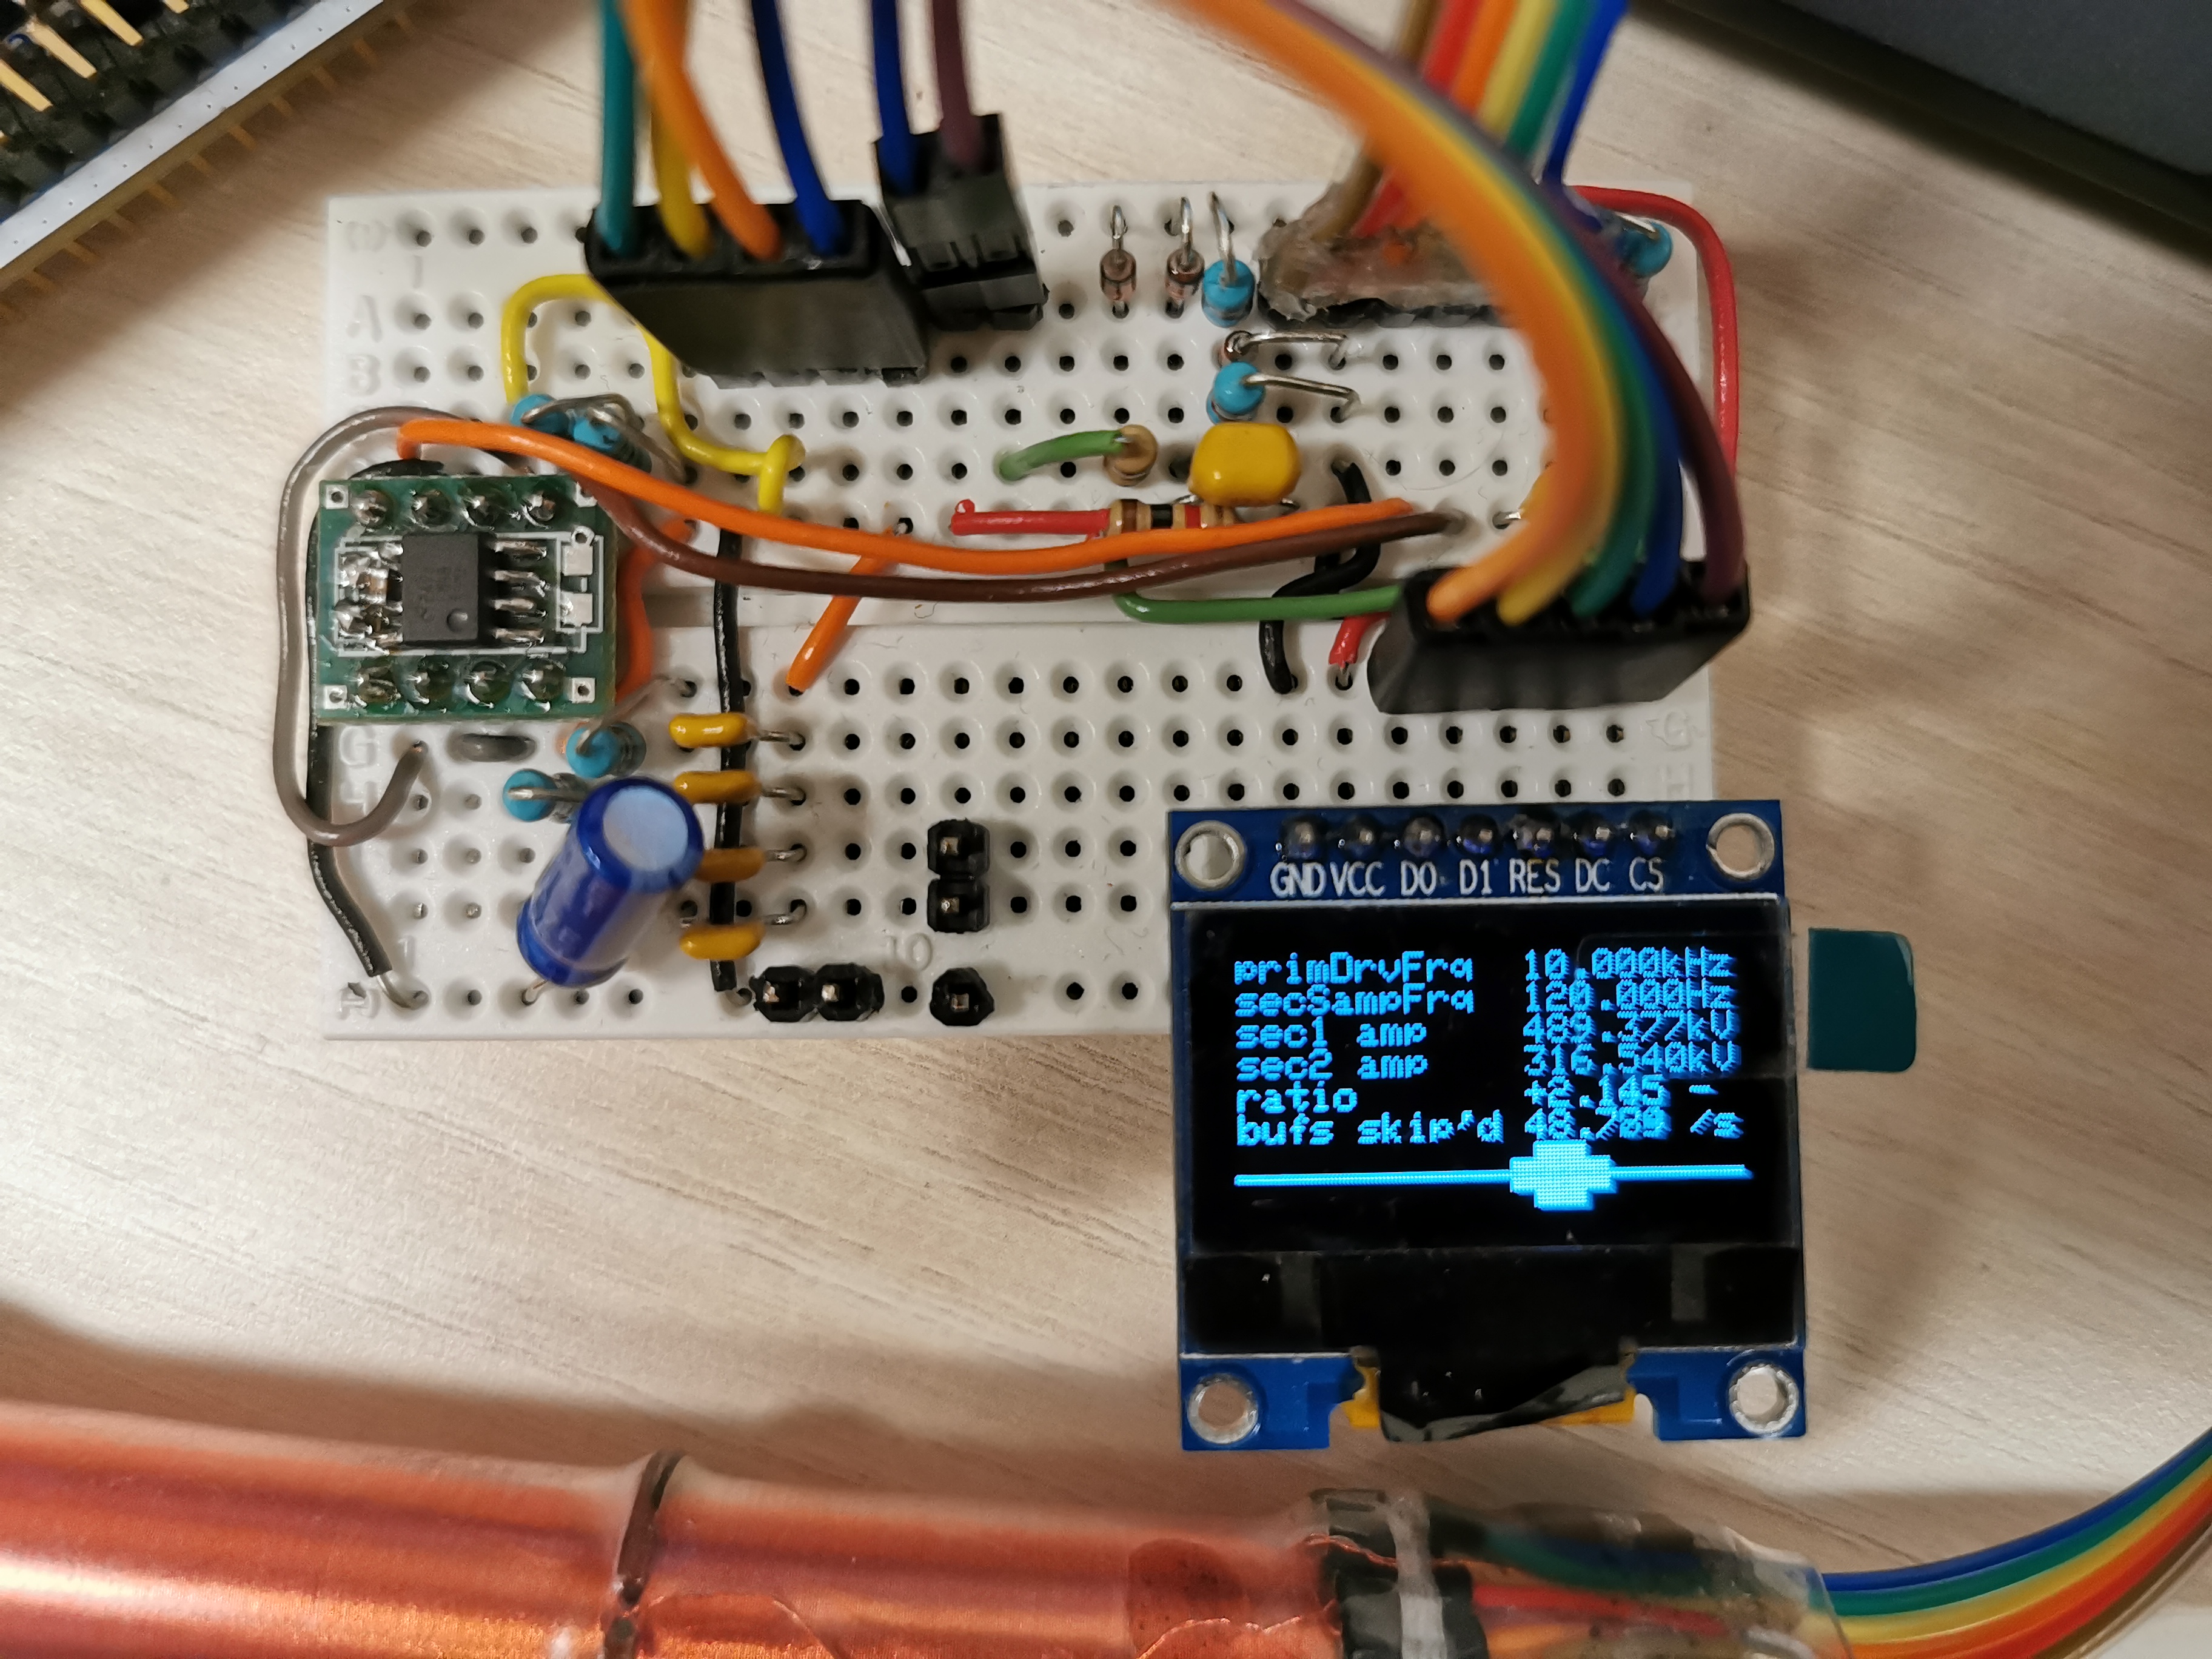 A
B
G
G
H
H
1
10
GND VCC D0 D1 RES DC CS
primDrvFrq 10.000kHz
secSampFrq 120.000Hz
sec1 amp 489.377kV
sec2 amp 316.540kV
ratio +2.145 -
bufs skip'd 48.709 /s